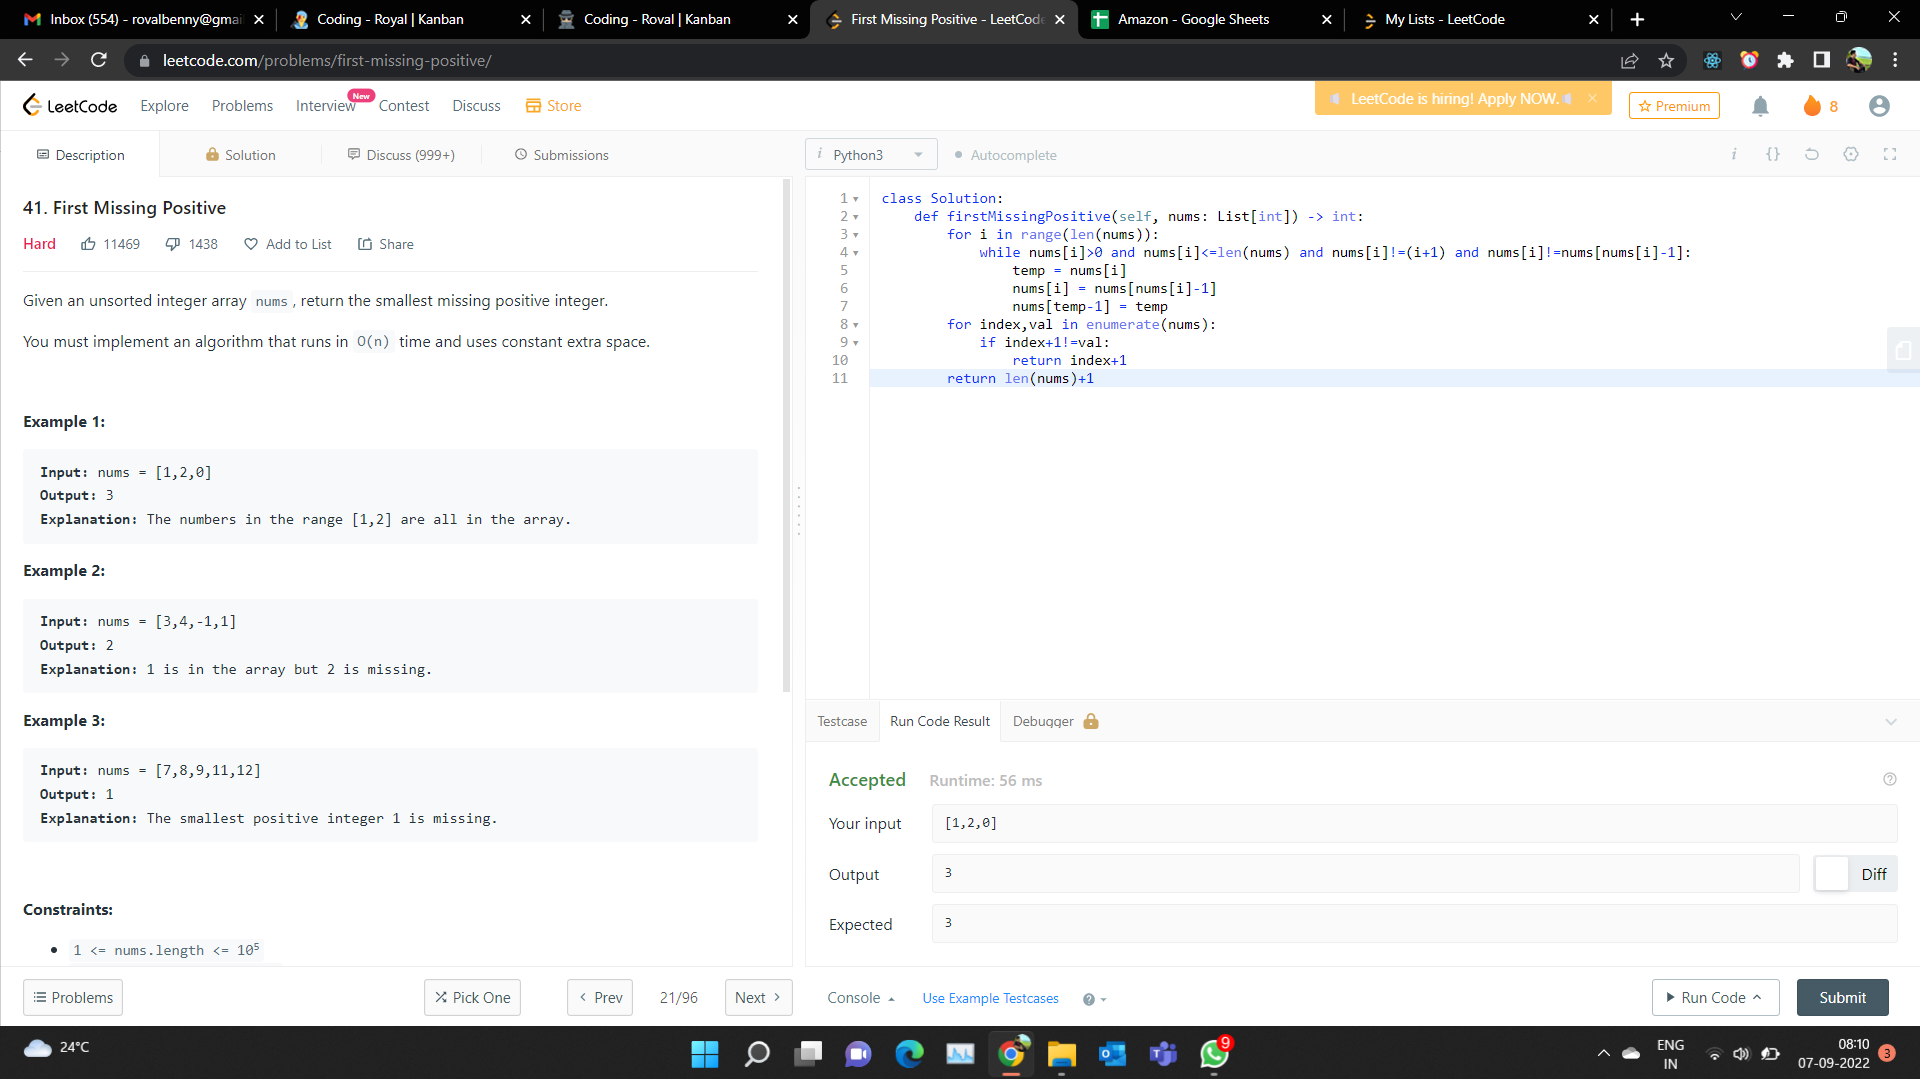 Inbox (554) - rovalbenny@gmai
Coding - Royal | Kanban
Coding - Roval | Kanban
First Missing Positive - LeetCode
Amazon - Google Sheets
My Lists - LeetCode
leetcode.com/problems/first-missing-positive/
LeetCode
Explore
Problems
Interview
New
Contest
Discuss
Store
LeetCode is hiring! Apply NOW.
Premium
8
Description
Solution
Discuss (999+)
Submissions
i Python3
Autocomplete
i {}
41. First Missing Positive
Hard
11469
1438
Add to List
Share
Given an unsorted integer array nums, return the smallest missing positive integer.
You must implement an algorithm that runs in O(n) time and uses constant extra space.
Example 1:
Input: nums = [1,2,0]
Output: 3
Explanation: The numbers in the range [1,2] are all in the array.
Example 2:
Input: nums = [3,4,-1,1]
Output: 2
Explanation: 1 is in the array but 2 is missing.
Example 3:
Input: nums = [7,8,9,11,12]
Output: 1
Explanation: The smallest positive integer 1 is missing.
Constraints:
1 <= nums.length <= 10⁵
Problems
Pick One
Prev
21/96
Next
1 class Solution:
2 def firstMissingPositive(self, nums: List[int]) -> int:
3 for i in range(len(nums)):
4 while nums[i]>0 and nums[i]<=len(nums) and nums[i]!=(i+1) and nums[i]!=nums[nums[i]-1]:
5 temp = nums[i]
6 nums[i] = nums[nums[i]-1]
7 nums[temp-1] = temp
8 for index,val in enumerate(nums):
9 if index+1!=val:
10 return index+1
11 return len(nums)+1
Testcase
Run Code Result
Debugger
Accepted
Runtime: 56 ms
Your input
[1,2,0]
Output
3
Diff
Expected
3
Console
Use Example Testcases
Run Code
Submit
24°C
9
ENG
IN
08:10
07-09-2022
3